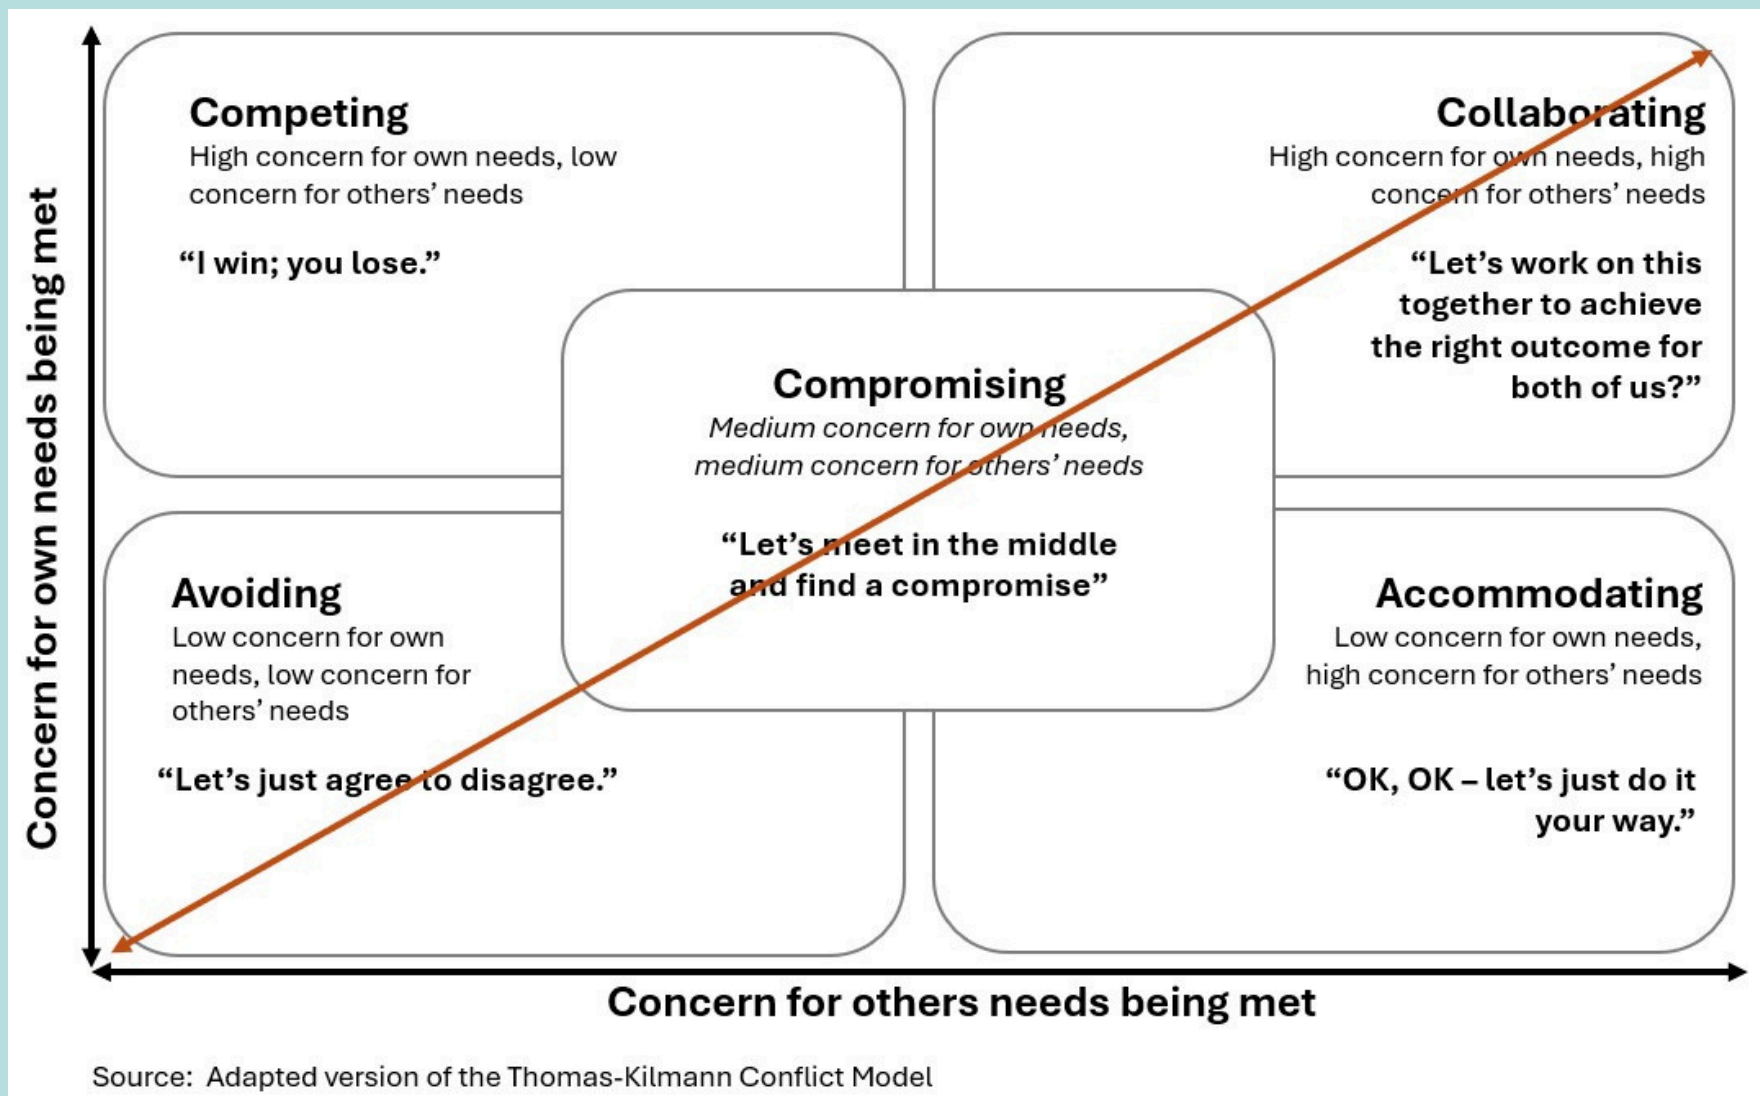 Concern for own needs being met
Competing
High concern for own needs, low
concern for others’ needs
“I win; you lose.”
Collaborating
High concern for own needs, high
concern for others’ needs
“Let’s work on this
together to achieve
the right outcome for
both of us?”
Compromising
Medium concern for own needs,
medium concern for others’ needs
“Let’s meet in the middle
and find a compromise”
Avoiding
Low concern for own
needs, low concern for
others’ needs
“Let’s just agree to disagree.”
Accommodating
Low concern for own needs,
high concern for others’ needs
“OK, OK – let’s just do it
your way.”
Concern for others needs being met
Source:  Adapted version of the Thomas-Kilmann Conflict Model